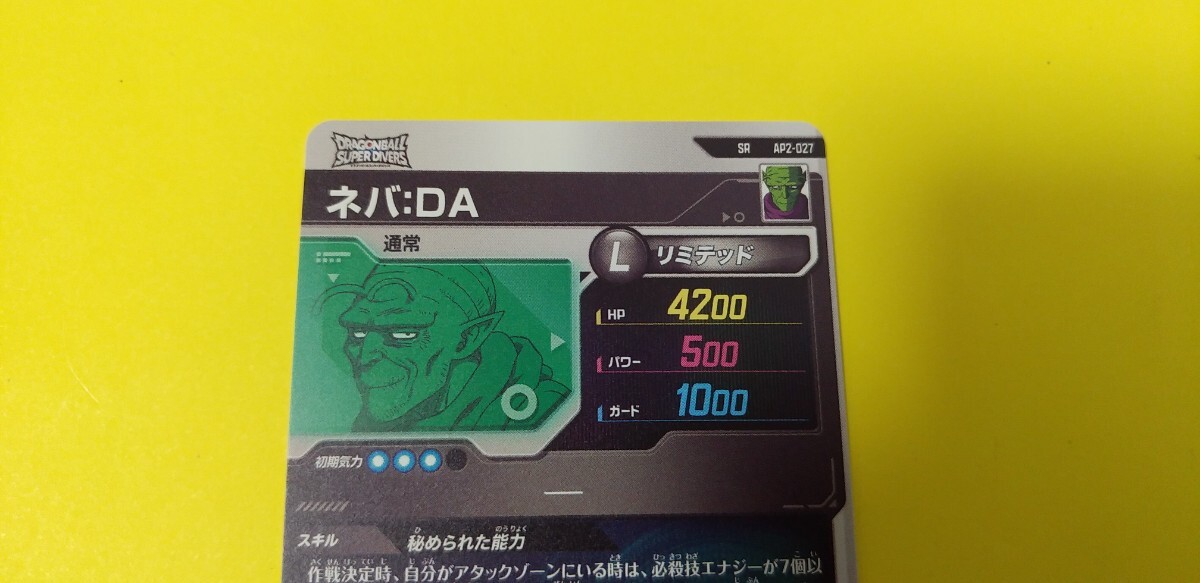 DRAGONBALL
SUPER DIVERS
SR AP2-027
ネバ:DA
通常
L リミテッド
HP 4200
パワー 500
ガード 1000
初期気力
スキル 秘められた能力
作戦決定時、自分がアタックゾーンにいる時は、必殺技エナジーが7個以